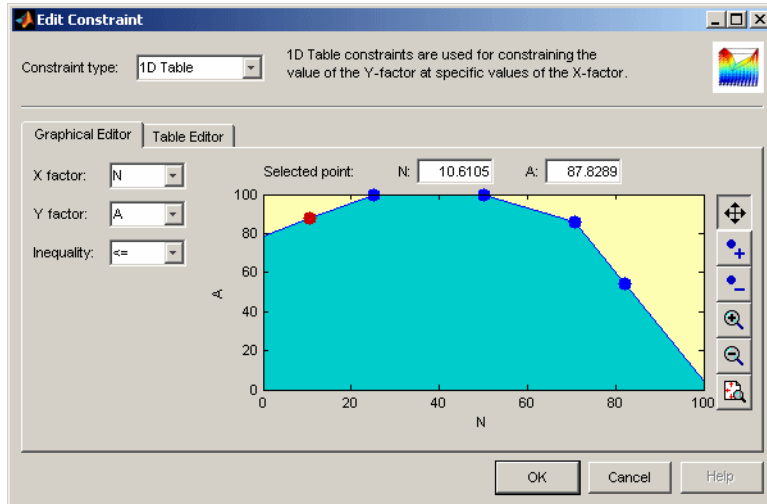 Edit Constraint
Constraint type: 1D Table
1D Table constraints are used for constraining the
value of the Y-factor at specific values of the X-factor.
Graphical Editor Table Editor
X factor: N
Y factor: A
Inequality: <=
Selected point: N: 10.6105 A: 87.8289
100
80
60
40
20
0
A
0 20 40 60 80 100
N
OK Cancel Help